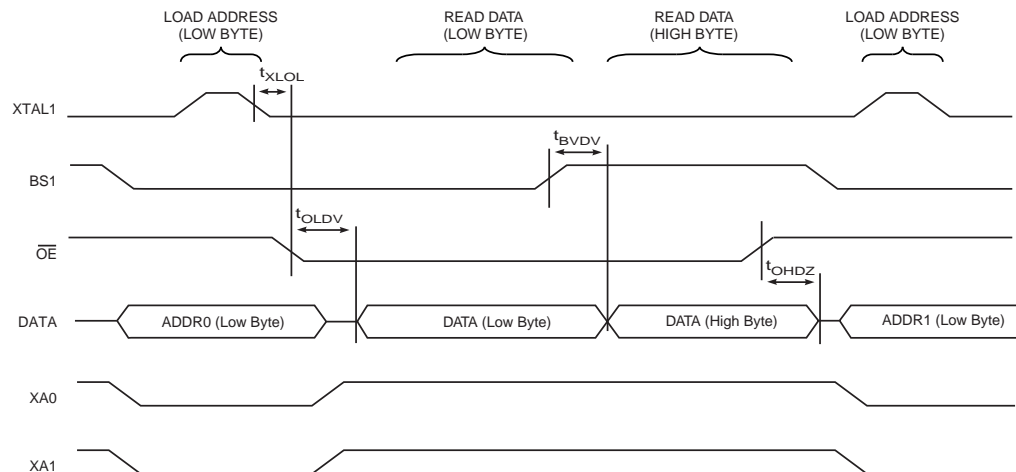 LOAD ADDRESS
(LOW BYTE)
READ DATA
(LOW BYTE)
READ DATA
(HIGH BYTE)
LOAD ADDRESS
(LOW BYTE)
tXLOL
XTAL1
tBVDV
BS1
tOLDV
OE
tOHDZ
DATA
ADDR0 (Low Byte)
DATA (Low Byte)
DATA (High Byte)
ADDR1 (Low Byte)
XA0
XA1